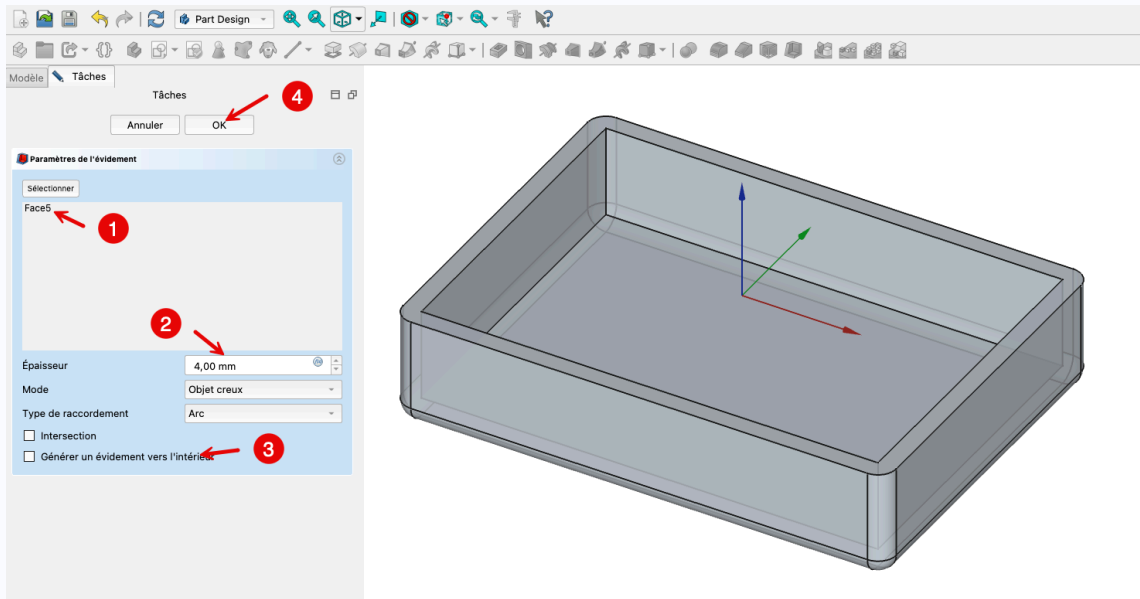 Part Design
Modèle
Tâches
Tâches
4
Annuler
OK
Paramètres de l'évidement
Sélectionner
Face5
1
2
Épaisseur
4,00 mm
Mode
Objet creux
Type de raccordement
Arc
Intersection
Générer un évidement vers l'intérieur
3